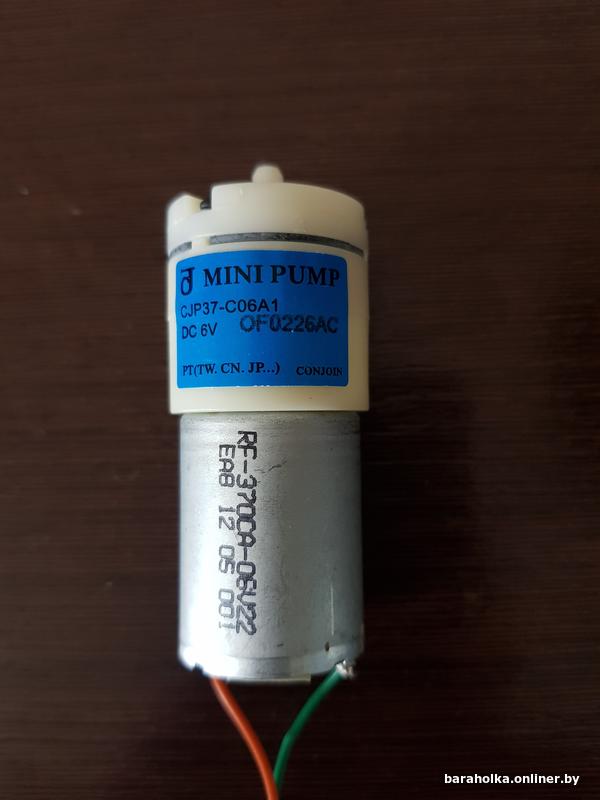 MINI PUMP
CJP37-C06A1
DC 6V OF0226AC
PT(TW. CN. JP...) CONJOIN
RF-370CA-06V22
EA8 12 05 001
baraholka.onliner.by